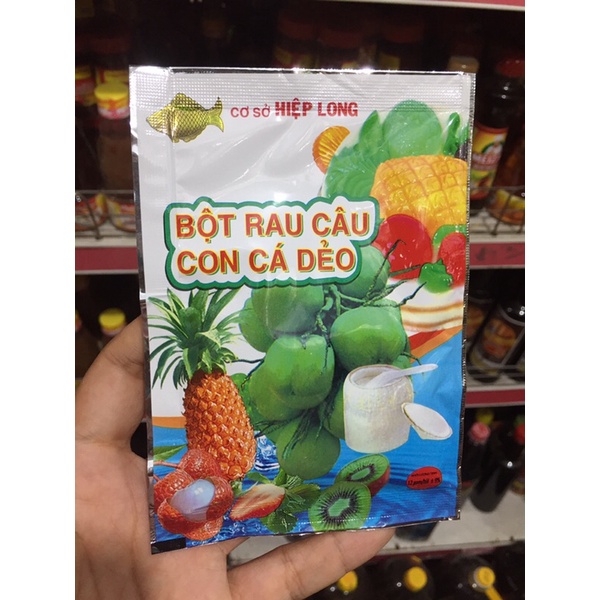 CƠ SỞ HIỆP LONG
BỘT RAU CÂU
CON CÁ DẺO